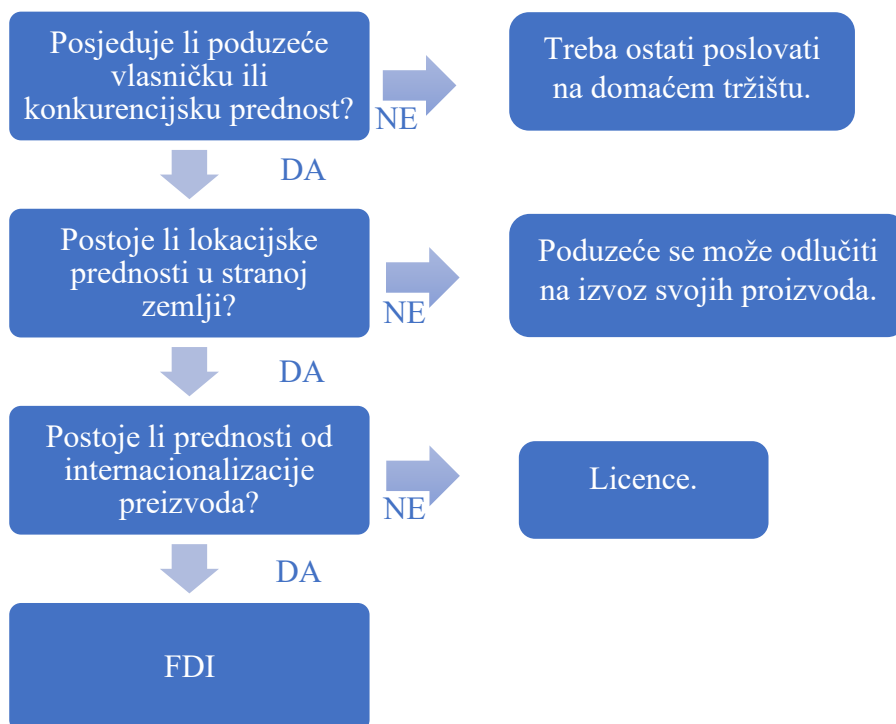 Posjeduje li poduzeće
vlasničku ili
konkurencijsku prednost?
NE
Treba ostati poslovati
na domaćem tržištu.
DA
Postoje li lokacijske
prednosti u stranoj
zemlji?
NE
Poduzeće se može odlučiti
na izvoz svojih proizvoda.
DA
Postoje li prednosti od
internacionalizacije
preizvoda?
NE
Licence.
DA
FDI